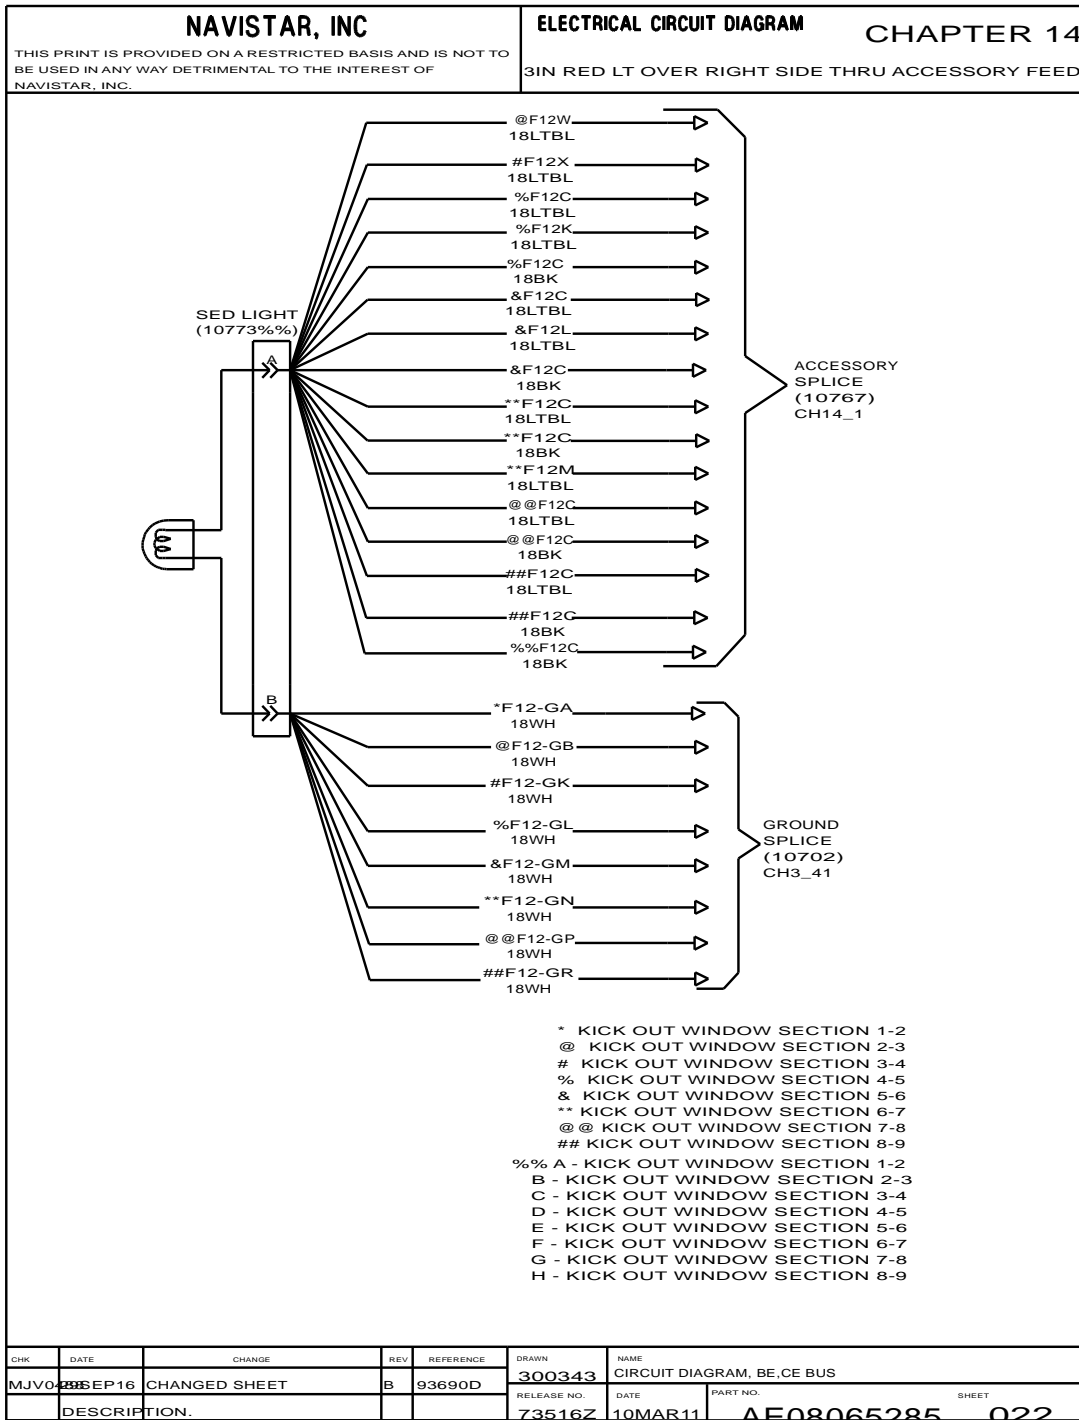 NAVISTAR, INC
THIS PRINT IS PROVIDED ON A RESTRICTED BASIS AND IS NOT TO
BE USED IN ANY WAY DETRIMENTAL TO THE INTEREST OF
NAVISTAR, INC.
ELECTRICAL CIRCUIT DIAGRAM
CHAPTER 14
3IN RED LT OVER RIGHT SIDE THRU ACCESSORY FEED
@F12W
18LTBL
#F12X
18LTBL
%F12C
18LTBL
%F12K
18LTBL
%F12C
18BK
&F12C
18LTBL
&F12L
18LTBL
&F12C
18BK
**F12C
18LTBL
**F12C
18BK
**F12M
18LTBL
@@F12C
18LTBL
@@F12C
18BK
##F12C
18LTBL
##F12C
18BK
%%F12C
18BK
SED LIGHT
(10773%%)
A
B
ACCESSORY
SPLICE
(10767)
CH14_1
*F12-GA
18WH
@F12-GB
18WH
#F12-GK
18WH
%F12-GL
18WH
&F12-GM
18WH
**F12-GN
18WH
@@F12-GP
18WH
##F12-GR
18WH
GROUND
SPLICE
(10702)
CH3_41
* KICK OUT WINDOW SECTION 1-2
@ KICK OUT WINDOW SECTION 2-3
# KICK OUT WINDOW SECTION 3-4
% KICK OUT WINDOW SECTION 4-5
& KICK OUT WINDOW SECTION 5-6
** KICK OUT WINDOW SECTION 6-7
@@ KICK OUT WINDOW SECTION 7-8
## KICK OUT WINDOW SECTION 8-9
%% A - KICK OUT WINDOW SECTION 1-2
B - KICK OUT WINDOW SECTION 2-3
C - KICK OUT WINDOW SECTION 3-4
D - KICK OUT WINDOW SECTION 4-5
E - KICK OUT WINDOW SECTION 5-6
F - KICK OUT WINDOW SECTION 6-7
G - KICK OUT WINDOW SECTION 7-8
H - KICK OUT WINDOW SECTION 8-9
CHK DATE CHANGE REV REFERENCE
CHANGED SHEET B 93690D
DESCRIPTION.
DRAWN
300343
NAME
CIRCUIT DIAGRAM, BE,CE BUS
RELEASE NO.
73516Z
DATE
10MAR11
PART NO.
AE08065285
SHEET
022